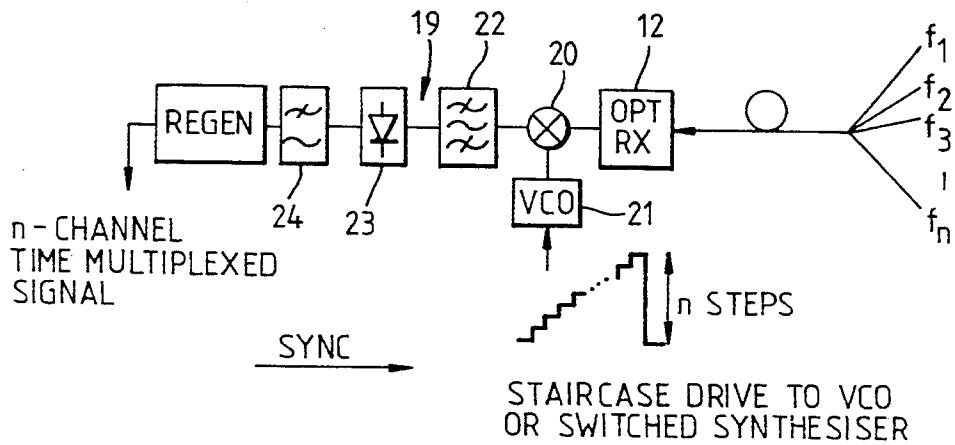 19
22
20
12
f1
f2
f3
fn
REGEN
OPT
RX
24
23
VCO
21
n-CHANNEL
TIME MULTIPLEXED
SIGNAL
n STEPS
SYNC
STAIRCASE DRIVE TO VCO
OR SWITCHED SYNTHESISER